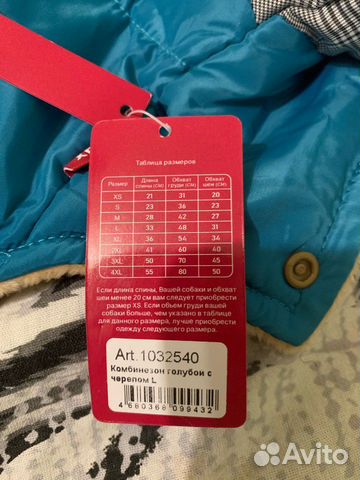 Таблица размеров
Размер Длина спины (СМ) Обхват груди (СМ) Обхват шеи (СМ)
XS 21 31 20
S 23 36 23
M 28 42 27
L 33 48 31
XL 36 54 34
2XL 41 60 40
3XL 50 70 45
4XL 55 80 50
Если длина спины, Вашей собаки и обхват
шеи менее 20 см вам следует приобрести
размер XS. Если объем груди вашей
собаки больше, чем указано в таблице
для данного размера, лучше приобрести
одежду следующего размера.
Art.1032540
Комбинезон голубой с
черепом L
4 680368 099432
Avito